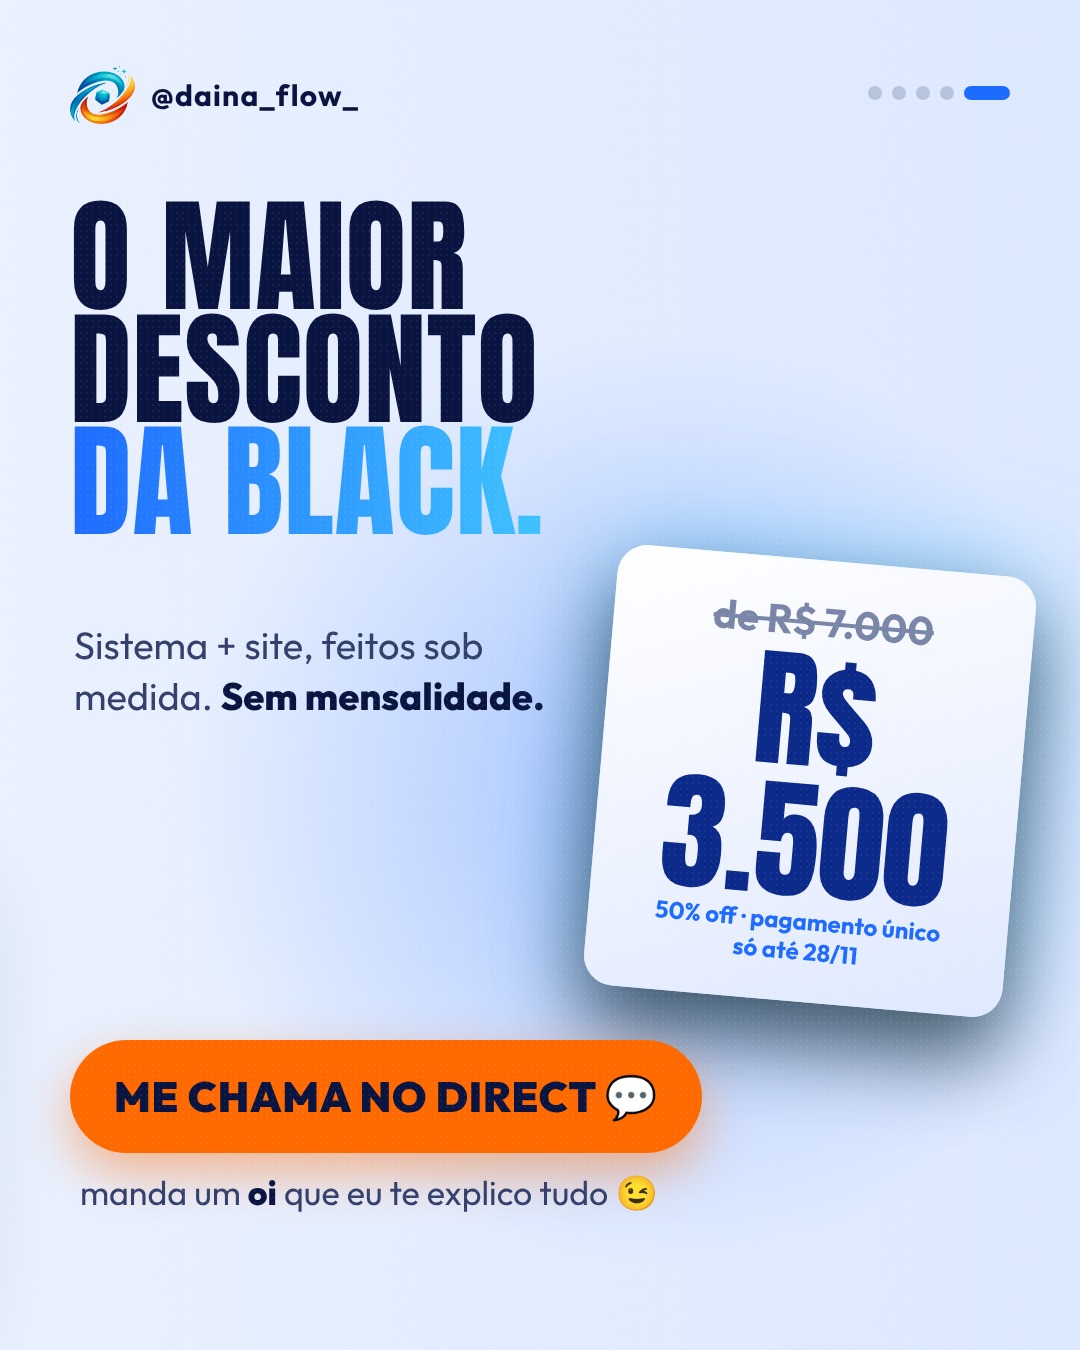 @daina_flow_
O MAIOR
DESCONTO
DA BLACK.
Sistema + site, feitos sob
medida. Sem mensalidade.
de R$ 7.000
R$
3.500
50% off · pagamento único
só até 28/11
ME CHAMA NO DIRECT 💬
manda um oi que eu te explico tudo 😉